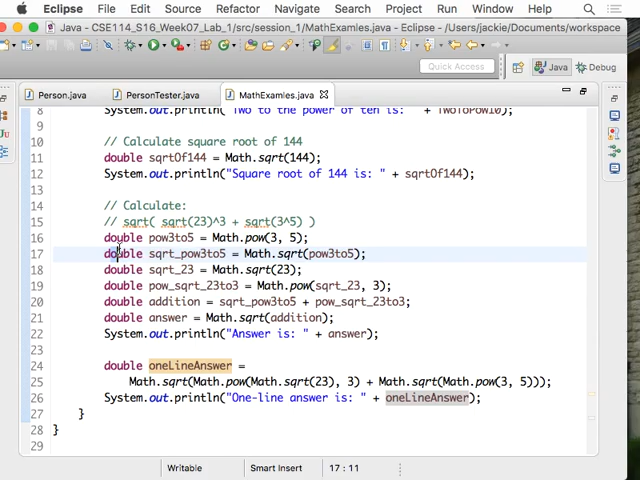 Eclipse File Edit Source Refactor Navigate Search Project Run Window Help
Java - CSE114_S16_Week07_Lab_1/src/session_1/MathExamles.java - Eclipse - /Users/jackie/Documents/workspace
Quick Access Java Debug
Person.java PersonTester.java MathExamles.java
8 System.out.println("Two to the power of ten is: " + TwoToPow10);
9
10 // Calculate square root of 144
11 double sqrtOf144 = Math.sqrt(144);
12 System.out.println("Square root of 144 is: " + sqrtOf144);
13
14 // Calculate:
15 // sqrt( sqrt(23)^3 + sqrt(3^5) )
16 double pow3to5 = Math.pow(3, 5);
17 double sqrt_pow3to5 = Math.sqrt(pow3to5);
18 double sqrt_23 = Math.sqrt(23);
19 double pow_sqrt_23to3 = Math.pow(sqrt_23, 3);
20 double addition = sqrt_pow3to5 + pow_sqrt_23to3;
21 double answer = Math.sqrt(addition);
22 System.out.println("Answer is: " + answer);
23
24 double oneLineAnswer =
25 Math.sqrt(Math.pow(Math.sqrt(23), 3) + Math.sqrt(Math.pow(3, 5)));
26 System.out.println("One-line answer is: " + oneLineAnswer);
27 }
28 }
29
Writable Smart Insert 17 : 11